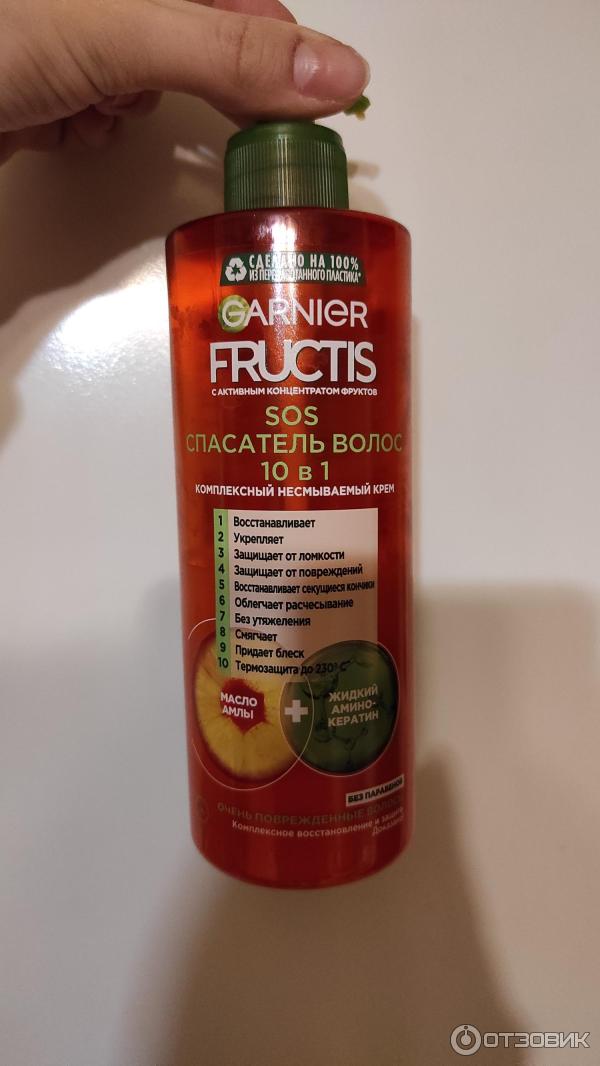 СДЕЛАНО НА 100%
ИЗ ПЕРЕРАБОТАННОГО ПЛАСТИКА*
GARNIER
FRUCTIS
С АКТИВНЫМ КОНЦЕНТРАТОМ ФРУКТОВ
SOS
СПАСАТЕЛЬ ВОЛОС
10 в 1
КОМПЛЕКСНЫЙ НЕСМЫВАЕМЫЙ КРЕМ
1 Восстанавливает
2 Укрепляет
3 Защищает от ломкости
4 Защищает от повреждений
5 Восстанавливает секущиеся кончики
6 Облегчает расчесывание
7 Без утяжеления
8 Смягчает
9 Придает блеск
10 Термозащита до 230° С
МАСЛО
АМЛЫ
+
ЖИДКИЙ
АМИНО-
КЕРАТИН
БЕЗ ПАРАБЕНОВ
ОЧЕНЬ ПОВРЕЖДЕННЫЕ ВОЛОСЫ
Комплексное восстановление и защита
ОТЗОВИК